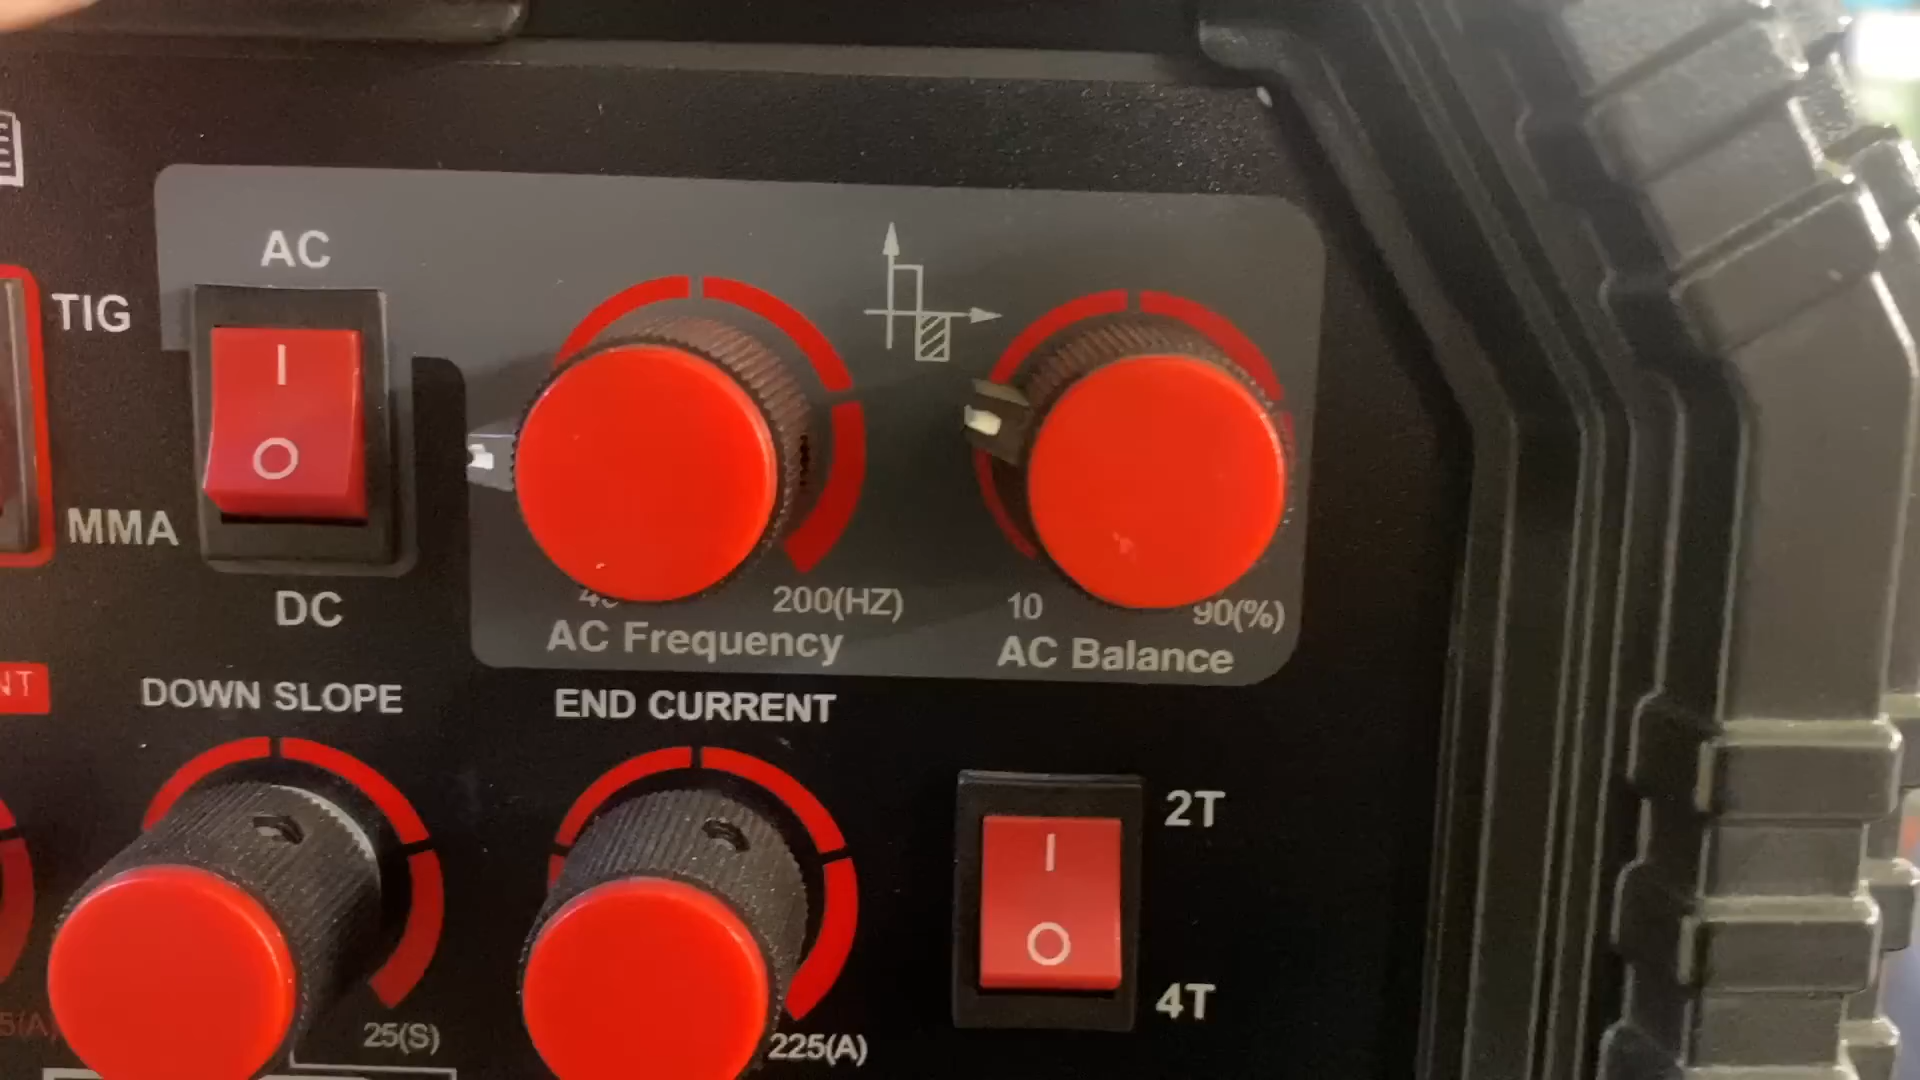 AC
TIG
I
O
MMA
DC
200(HZ)
AC Frequency
10
90(%)
AC Balance
DOWN SLOPE
END CURRENT
2T
I
O
4T
25(S)
225(A)